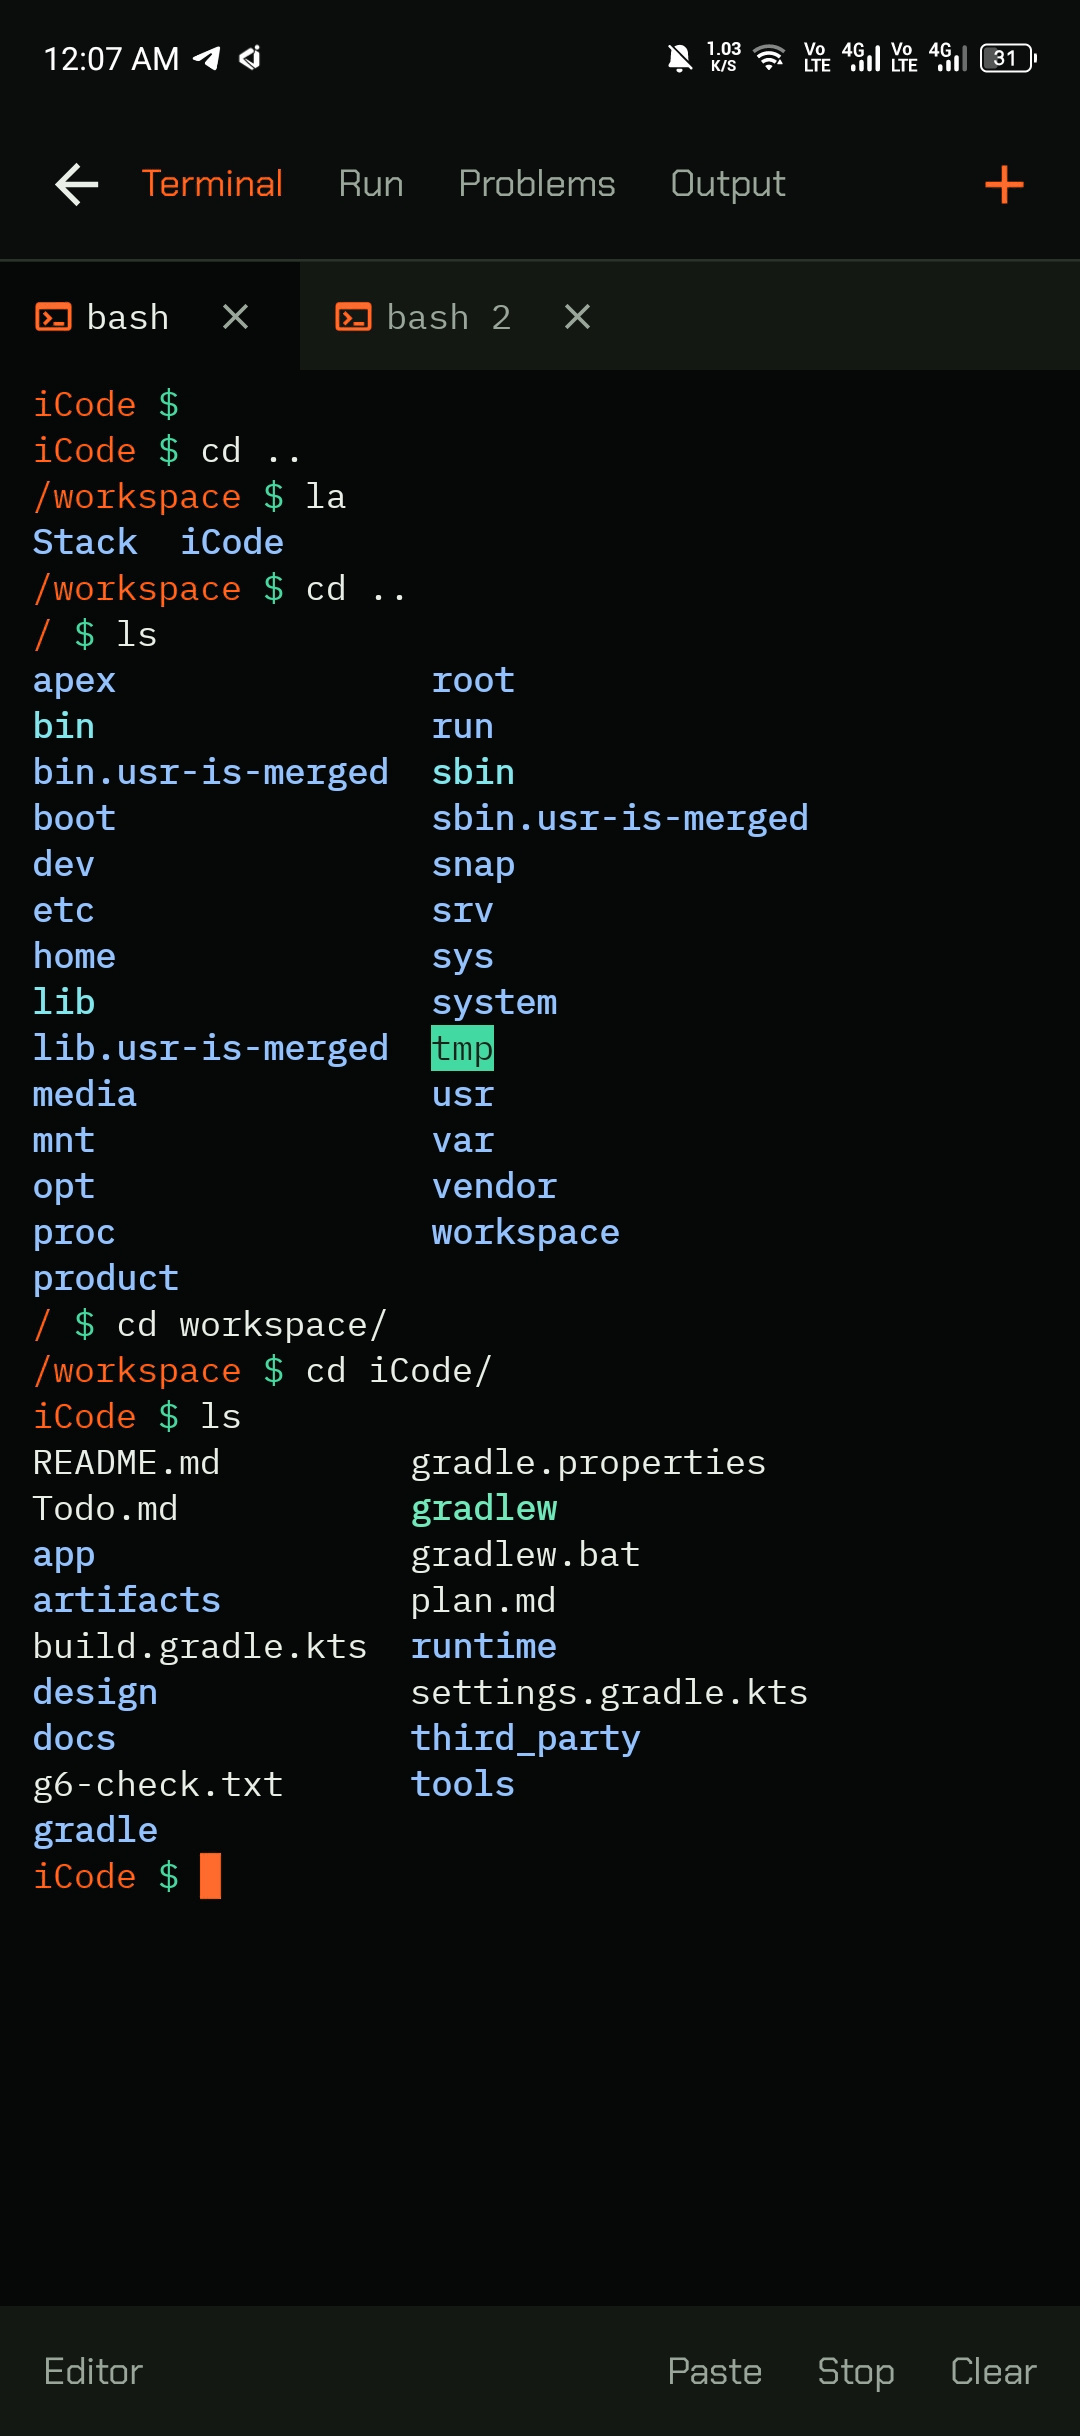 12:07 AM 1.03 K/S Vo LTE 4G Vo LTE 4G 31
Terminal Run Problems Output
bash bash 2
iCode $
iCode $ cd ..
/workspace $ la
Stack iCode
/workspace $ cd ..
/ $ ls
apex root
bin run
bin.usr-is-merged sbin
boot sbin.usr-is-merged
dev snap
etc srv
home sys
lib system
lib.usr-is-merged tmp
media usr
mnt var
opt vendor
proc workspace
product
/ $ cd workspace/
/workspace $ cd iCode/
iCode $ ls
README.md gradle.properties
Todo.md gradlew
app gradlew.bat
artifacts plan.md
build.gradle.kts runtime
design settings.gradle.kts
docs third_party
g6-check.txt tools
gradle
iCode $
Editor Paste Stop Clear